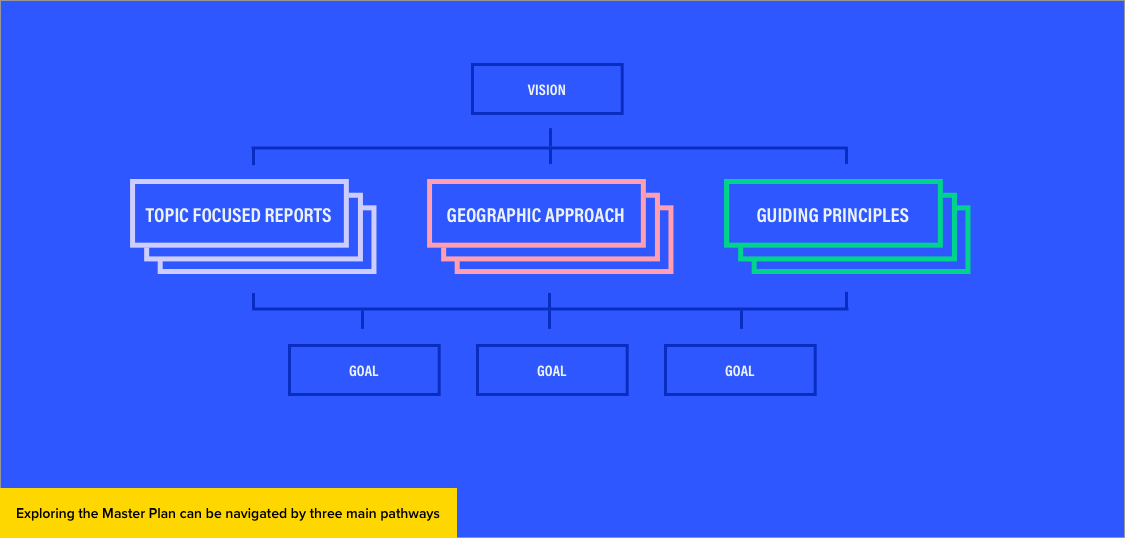 VISION
TOPIC FOCUSED REPORTS
GEOGRAPHIC APPROACH
GUIDING PRINCIPLES
GOAL
GOAL
GOAL
Exploring the Master Plan can be navigated by three main pathways